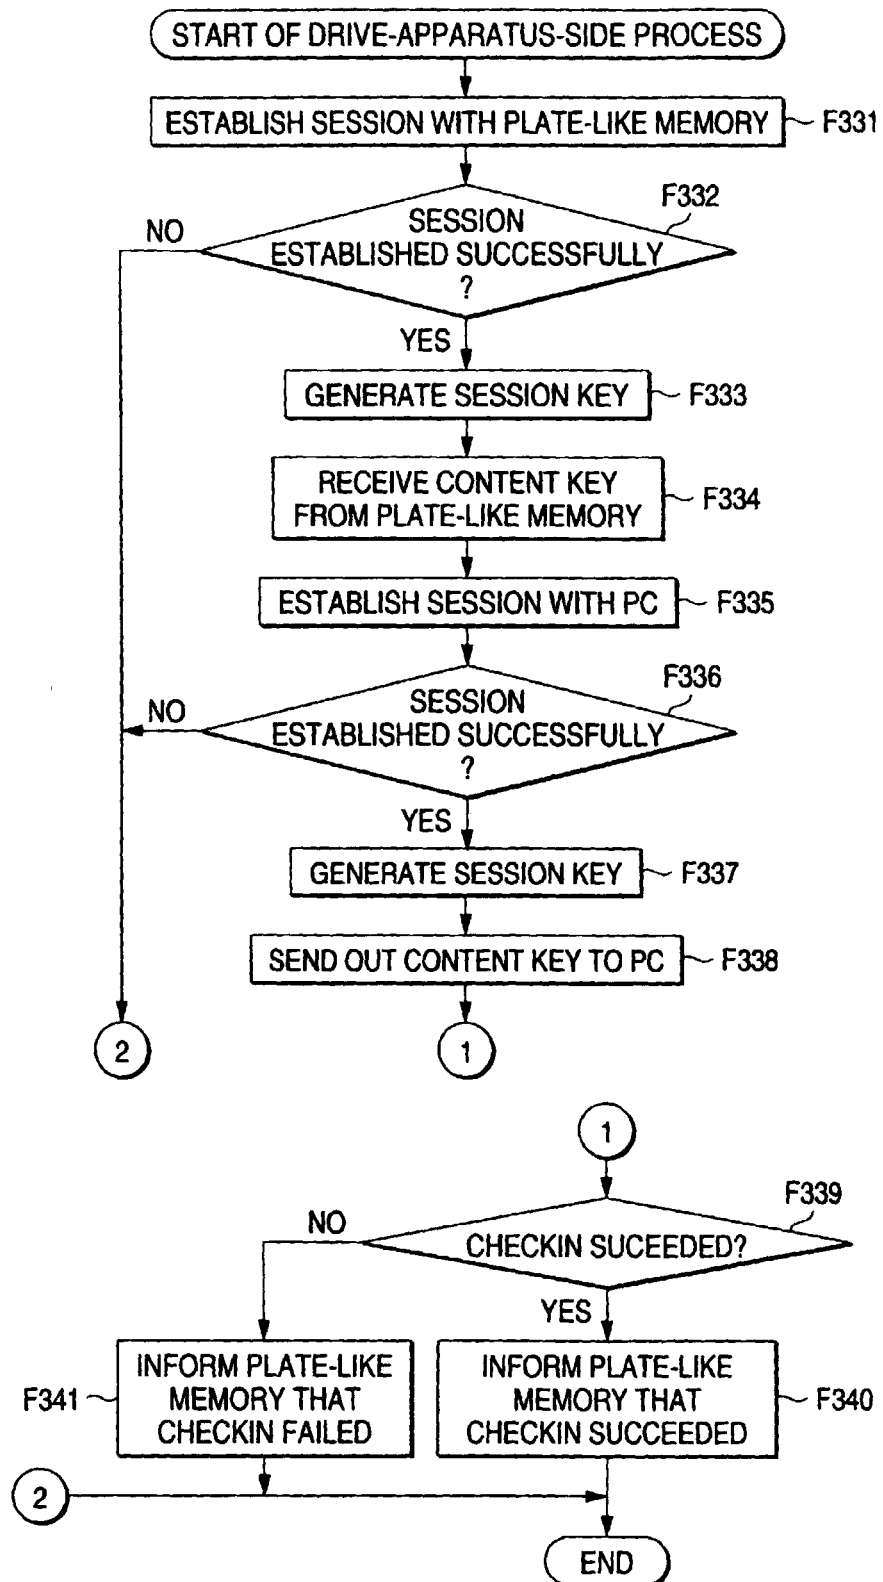 START OF DRIVE-APPARATUS-SIDE PROCESS
ESTABLISH SESSION WITH PLATE-LIKE MEMORY
F331
F332
SESSION
ESTABLISHED SUCCESSFULLY
?
NO
YES
GENERATE SESSION KEY
F333
RECEIVE CONTENT KEY
FROM PLATE-LIKE MEMORY
F334
ESTABLISH SESSION WITH PC
F335
F336
SESSION
ESTABLISHED SUCCESSFULLY
?
NO
YES
GENERATE SESSION KEY
F337
SEND OUT CONTENT KEY TO PC
F338
2
1
1
F339
CHECKIN SUCEEDED?
NO
YES
F341
INFORM PLATE-LIKE
MEMORY THAT
CHECKIN FAILED
INFORM PLATE-LIKE
MEMORY THAT
CHECKIN SUCCEEDED
F340
2
END